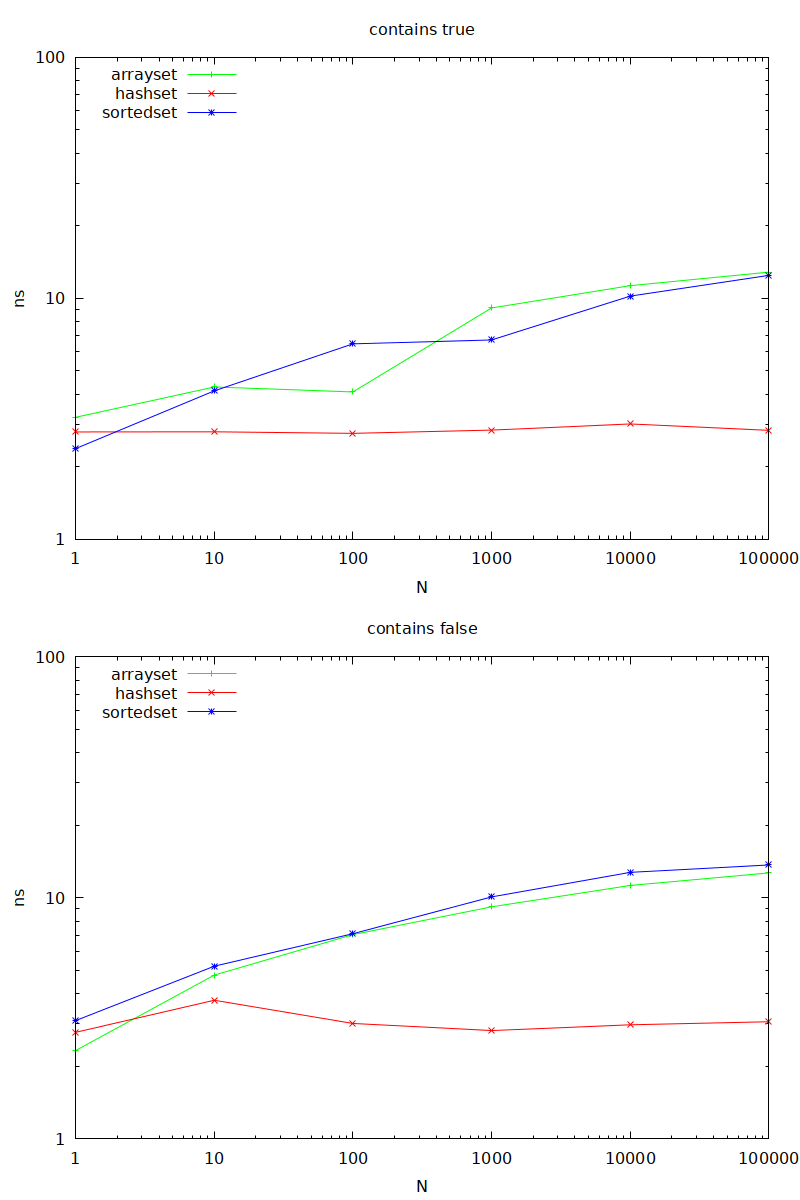 contains true
100
arrayset
hashset
sortedset
ns
10
1
1 10 100 1000 10000 100000
N
contains false
100
arrayset
hashset
sortedset
ns
10
1
1 10 100 1000 10000 100000
N